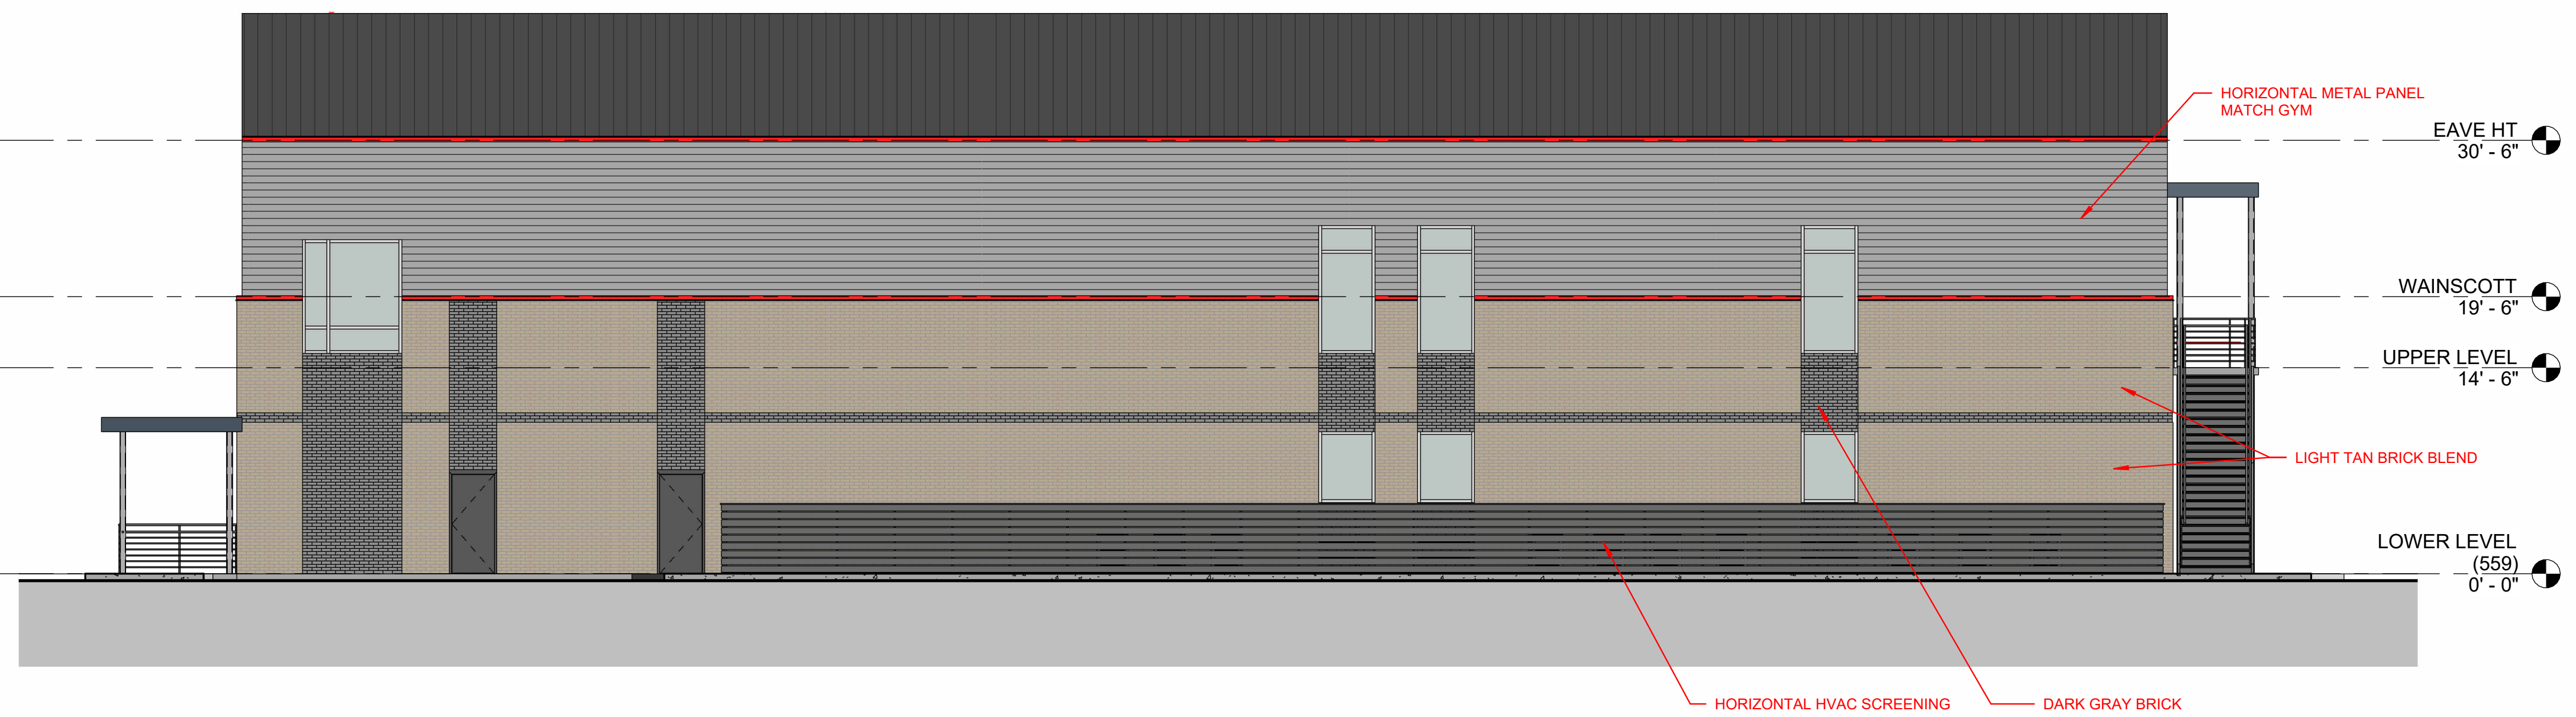 HORIZONTAL METAL PANEL
MATCH GYM
EAVE HT
30' - 6"
WAINSCOTT
19' - 6"
UPPER LEVEL
14' - 6"
LIGHT TAN BRICK BLEND
LOWER LEVEL
(559)
0' - 0"
HORIZONTAL HVAC SCREENING
DARK GRAY BRICK